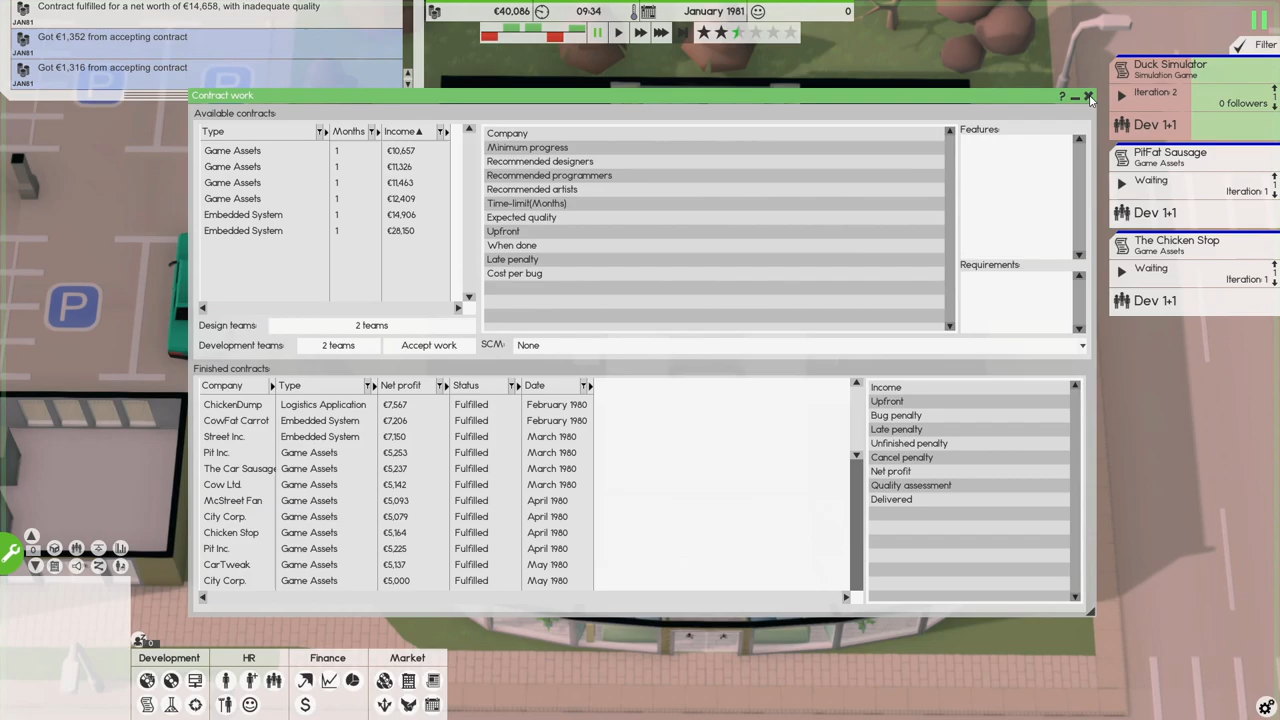 Contract fulfilled for a net worth of €14,658, with inadequate quality
JAN81
Got €1,352 from accepting contract
JAN81
Got €1,316 from accepting contract
JAN81
€40,086 09:34 January 1981 0
Filter
Duck Simulator
Simulation Game
Iteration: 2
1
0 followers
Dev 1+1
PitFat Sausage
Game Assets
Waiting
1
Iteration: 1
Dev 1+1
The Chicken Stop
Game Assets
Waiting
1
Iteration: 1
Dev 1+1
Contract work ?
Available contracts:
Type Months Income
Game Assets 1 €10,657
Game Assets 1 €11,326
Game Assets 1 €11,463
Game Assets 1 €12,409
Embedded System 1 €14,906
Embedded System 1 €28,150
Company
Minimum progress
Recommended designers
Recommended programmers
Recommended artists
Time-limit(Months)
Expected quality
Upfront
When done
Late penalty
Cost per bug
Features:
Requirements:
Design teams: 2 teams
Development teams: 2 teams Accept work SCM: None
Finished contracts:
Company Type Net profit Status Date
ChickenDump Logistics Application €7,567 Fulfilled February 1980
CowFat Carrot Embedded System €7,206 Fulfilled February 1980
Street Inc. Embedded System €7,150 Fulfilled March 1980
Pit Inc. Game Assets €5,253 Fulfilled March 1980
The Car Sausage Game Assets €5,237 Fulfilled March 1980
Cow Ltd. Game Assets €5,142 Fulfilled March 1980
McStreet Fan Game Assets €5,093 Fulfilled April 1980
City Corp. Game Assets €5,079 Fulfilled April 1980
Chicken Stop Game Assets €5,164 Fulfilled April 1980
Pit Inc. Game Assets €5,225 Fulfilled April 1980
CarTweak Game Assets €5,137 Fulfilled May 1980
City Corp. Game Assets €5,000 Fulfilled May 1980
Income
Upfront
Bug penalty
Late penalty
Unfinished penalty
Cancel penalty
Net profit
Quality assessment
Delivered
P
0
Development HR Finance Market
$